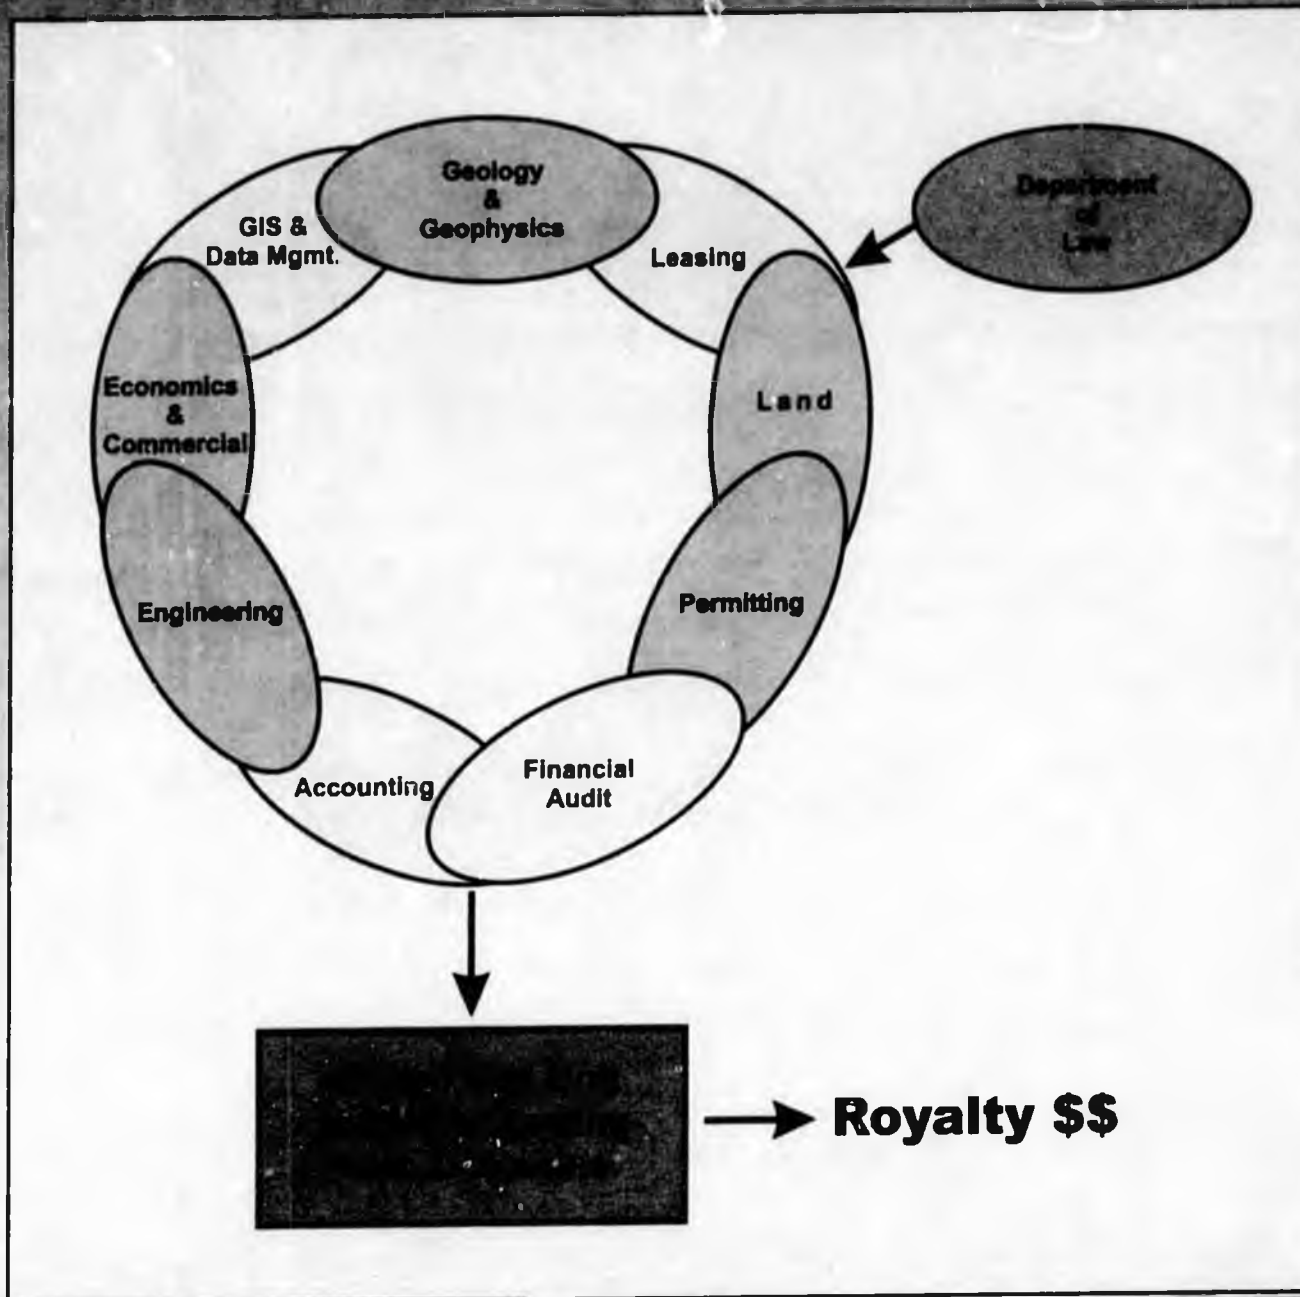 Geology
&
Geophysics
GIS &
Data Mgmt.
Leasing
Department
of
Law
Economics
&
Commercial
Land
Engineering
Permitting
Accounting
Financial
Audit
Royalty $$